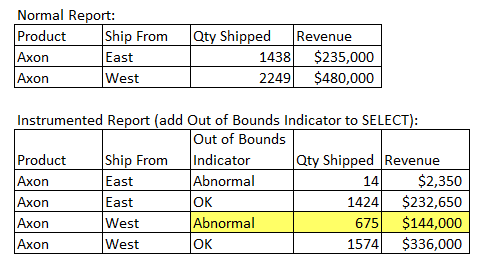 Normal Report:
Product Ship From Qty Shipped Revenue
Axon East 1438 $235,000
Axon West 2249 $480,000
Instrumented Report (add Out of Bounds Indicator to SELECT):
Out of Bounds
Product Ship From Indicator Qty Shipped Revenue
Axon East Abnormal 14 $2,350
Axon East OK 1424 $232,650
Axon West Abnormal 675 $144,000
Axon West OK 1574 $336,000